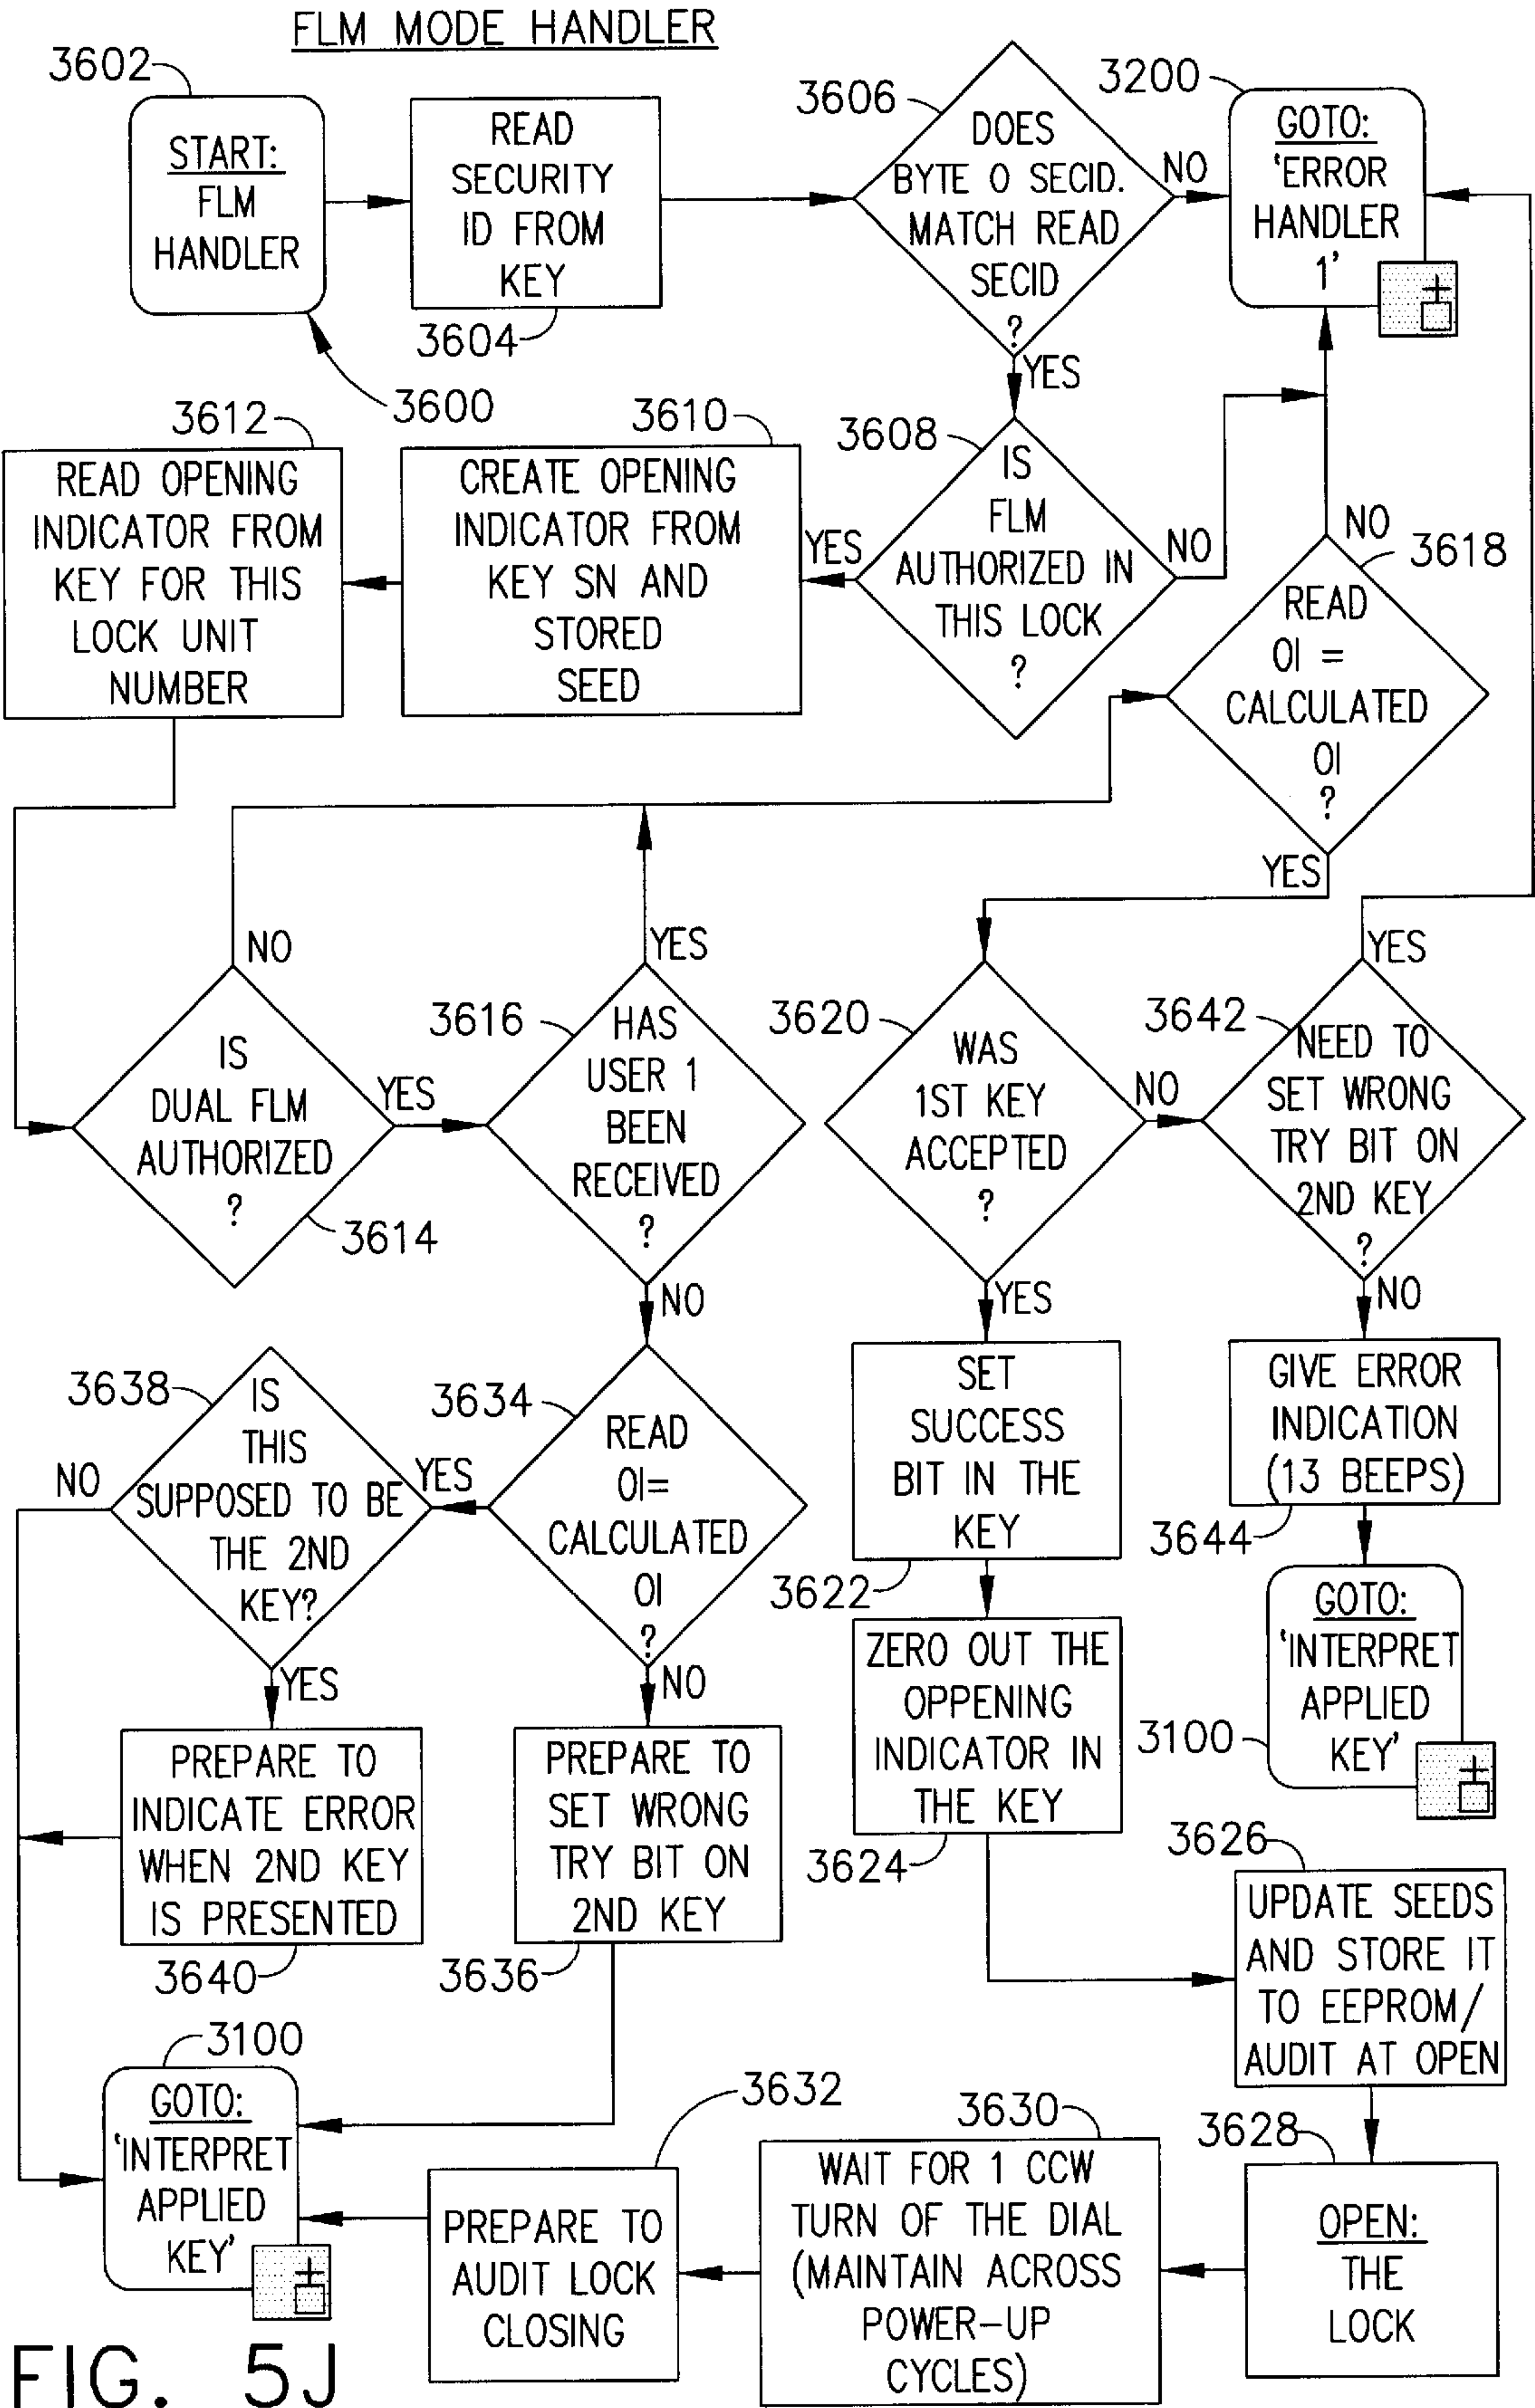 FLM MODE HANDLER
3602
START:
FLM
HANDLER
READ
SECURITY
ID FROM
KEY
3604
3600
3606
DOES
BYTE 0 SECID.
MATCH READ
SECID
?
NO
YES
3200
GOTO:
'ERROR
HANDLER
1'
3612
READ OPENING
INDICATOR FROM
KEY FOR THIS
LOCK UNIT
NUMBER
3610
CREATE OPENING
INDICATOR FROM
KEY SN AND
STORED
SEED
YES
3608
IS
FLM
AUTHORIZED IN
THIS LOCK
?
NO
NO
3618
READ
OI =
CALCULATED
OI
?
YES
NO
IS
DUAL FLM
AUTHORIZED
?
3614
YES
YES
3616
HAS
USER 1
BEEN
RECEIVED
?
NO
3620
WAS
1ST KEY
ACCEPTED
?
NO
YES
YES
3642
NEED TO
SET WRONG
TRY BIT ON
2ND KEY
?
NO
3638
IS
THIS
SUPPOSED TO BE
THE 2ND
KEY?
NO
YES
YES
3634
READ
OI=
CALCULATED
OI
?
NO
SET
SUCCESS
BIT IN THE
KEY
3622
GIVE ERROR
INDICATION
(13 BEEPS)
3644
GOTO:
'INTERPRET
APPLIED
KEY'
3100
PREPARE TO
INDICATE ERROR
WHEN 2ND KEY
IS PRESENTED
3640
PREPARE TO
SET WRONG
TRY BIT ON
2ND KEY
3636
ZERO OUT THE
OPPENING
INDICATOR IN
THE KEY
3624
3626
UPDATE SEEDS
AND STORE IT
TO EEPROM/
AUDIT AT OPEN
3100
GOTO:
'INTERPRET
APPLIED
KEY'
3632
PREPARE TO
AUDIT LOCK
CLOSING
3630
WAIT FOR 1 CCW
TURN OF THE DIAL
(MAINTAIN ACROSS
POWER-UP
CYCLES)
3628
OPEN:
THE
LOCK
FIG. 5J